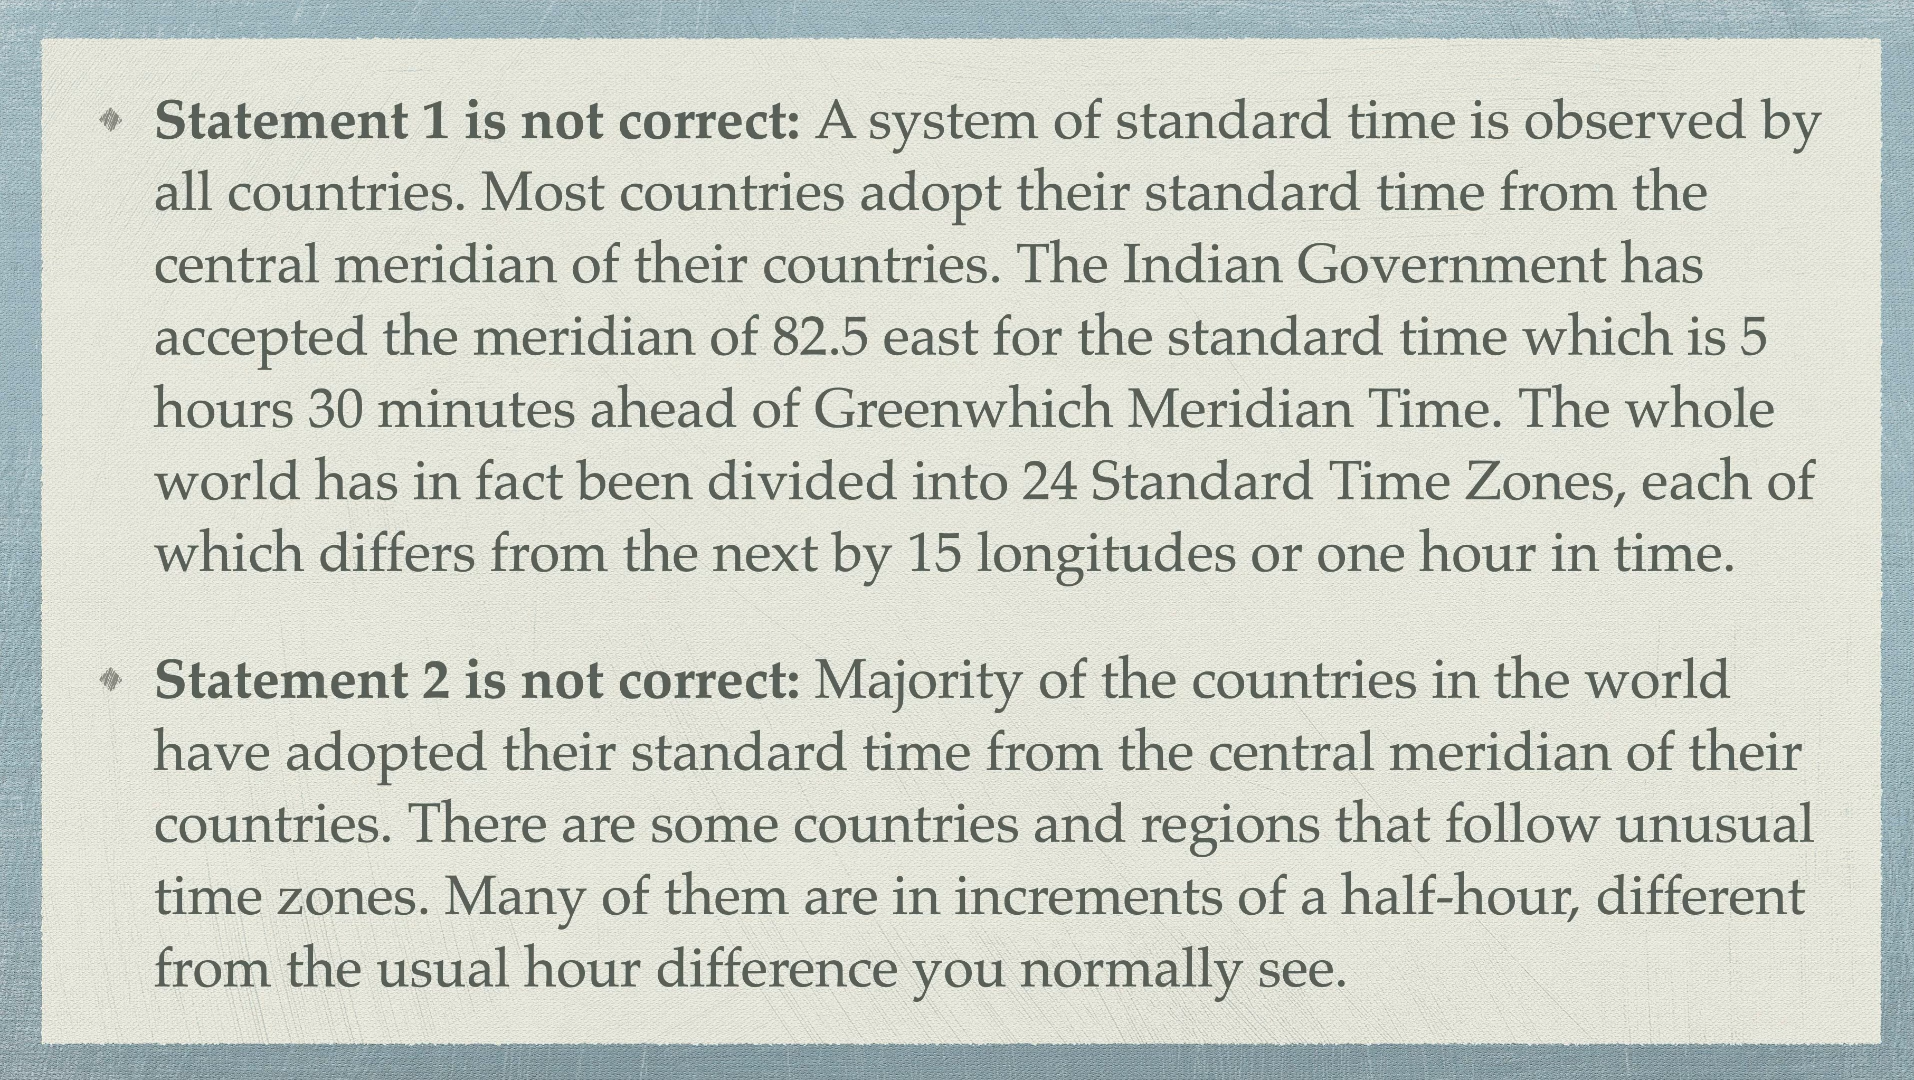 Statement 1 is not correct: A system of standard time is observed by
all countries. Most countries adopt their standard time from the
central meridian of their countries. The Indian Government has
accepted the meridian of 82.5 east for the standard time which is 5
hours 30 minutes ahead of Greenwhich Meridian Time. The whole
world has in fact been divided into 24 Standard Time Zones, each of
which differs from the next by 15 longitudes or one hour in time.
Statement 2 is not correct: Majority of the countries in the world
have adopted their standard time from the central meridian of their
countries. There are some countries and regions that follow unusual
time zones. Many of them are in increments of a half-hour, different
from the usual hour difference you normally see.